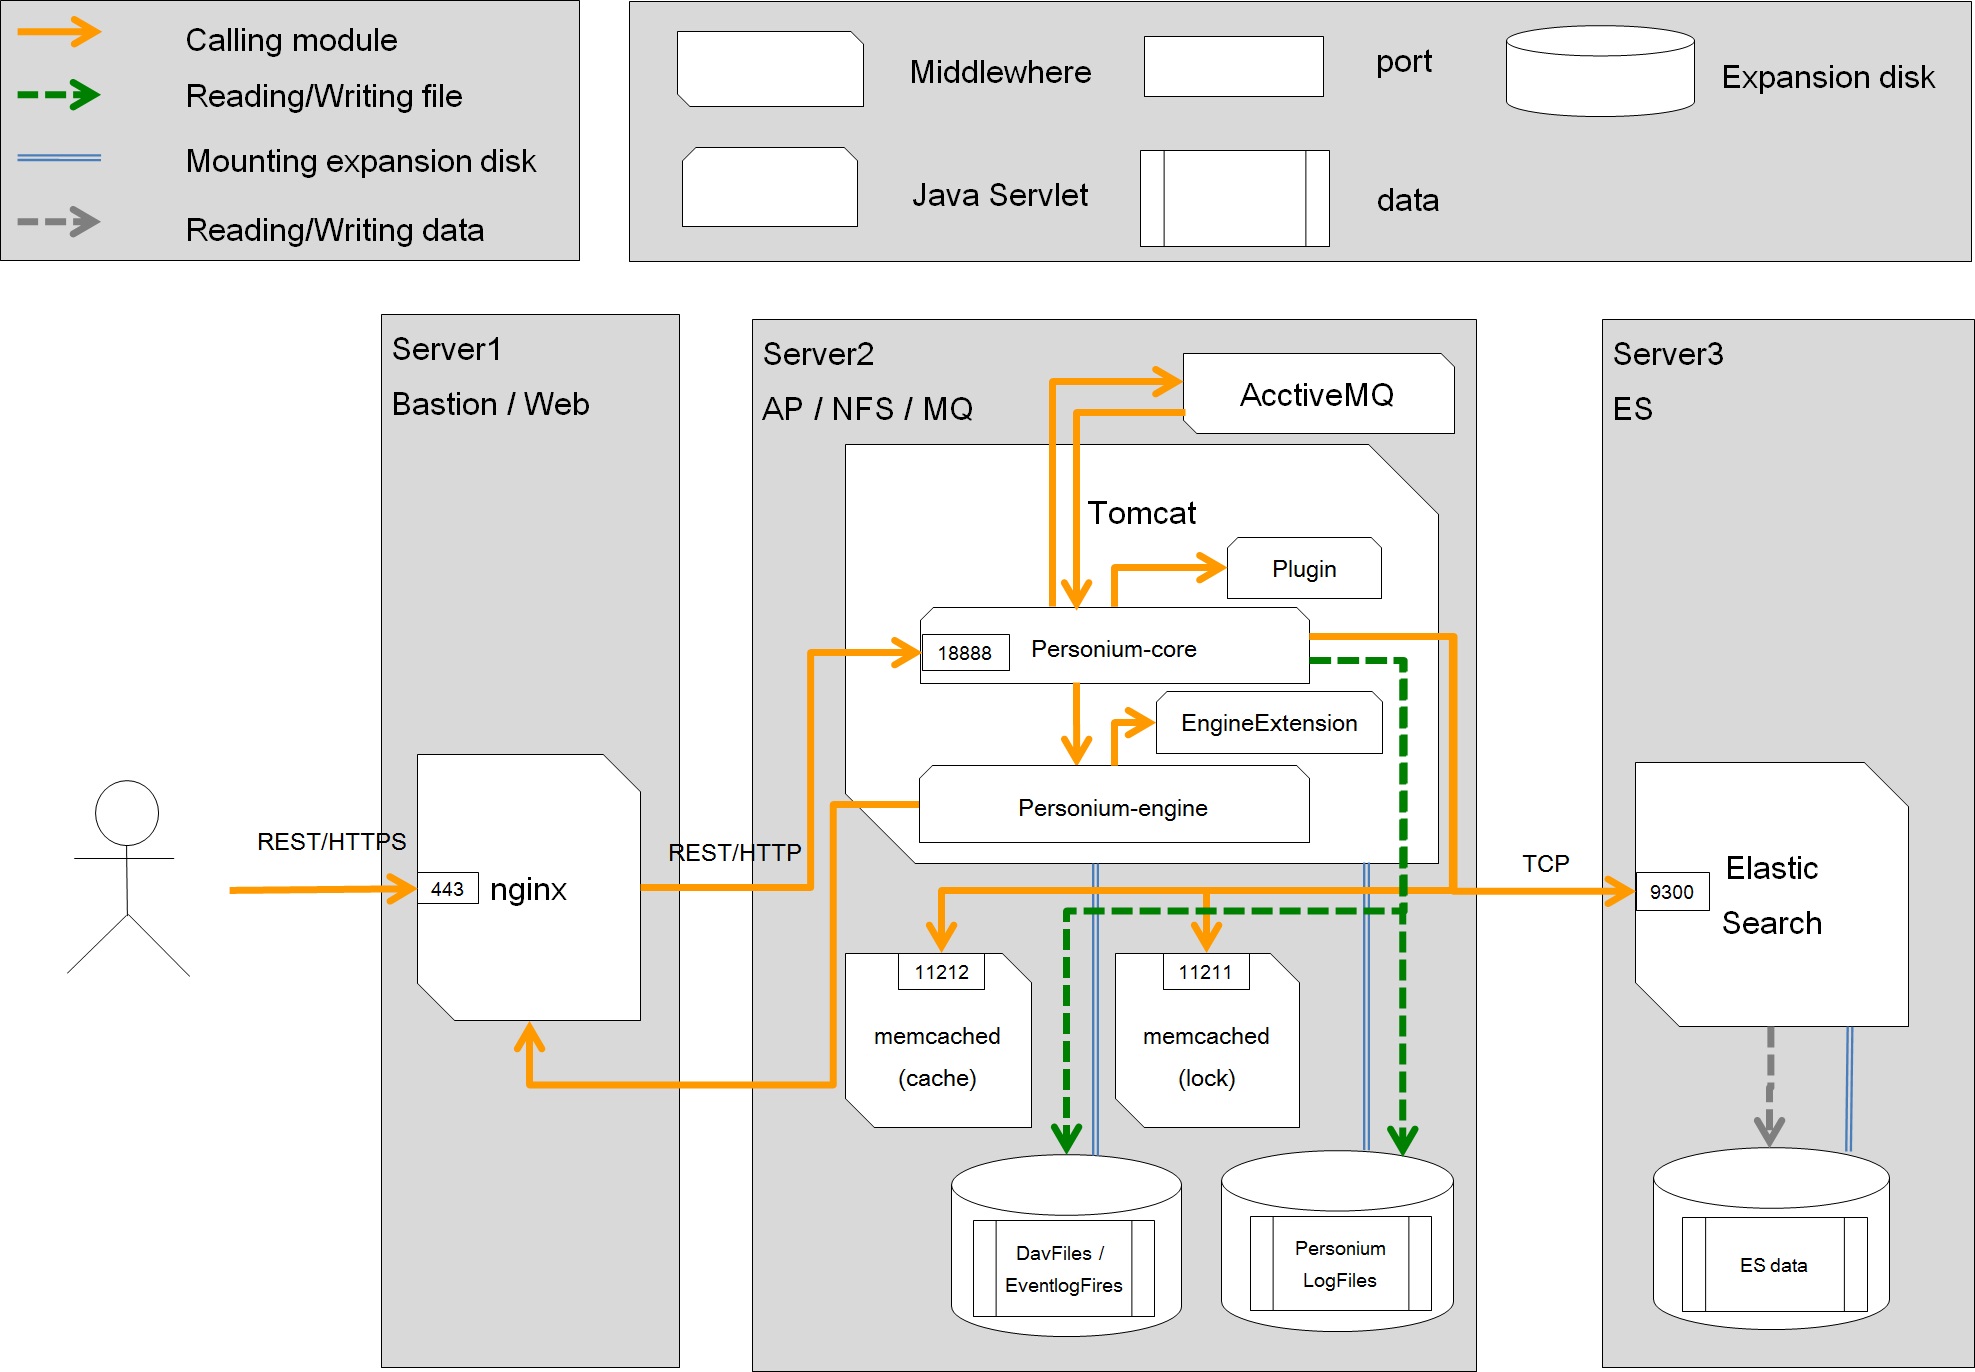 Calling module
Reading/Writing file
Mounting expansion disk
Reading/Writing data
Middlewhere
port
Expansion disk
Java Servlet
data
Server1
Bastion / Web
REST/HTTPS
443
nginx
REST/HTTP
Server2
AP / NFS / MQ
AcctiveMQ
Tomcat
Plugin
18888
Personium-core
EngineExtension
Personium-engine
11212
memcached
(cache)
11211
memcached
(lock)
DavFiles /
EventlogFires
Personium
LogFiles
TCP
Server3
ES
9300
Elastic
Search
ES data